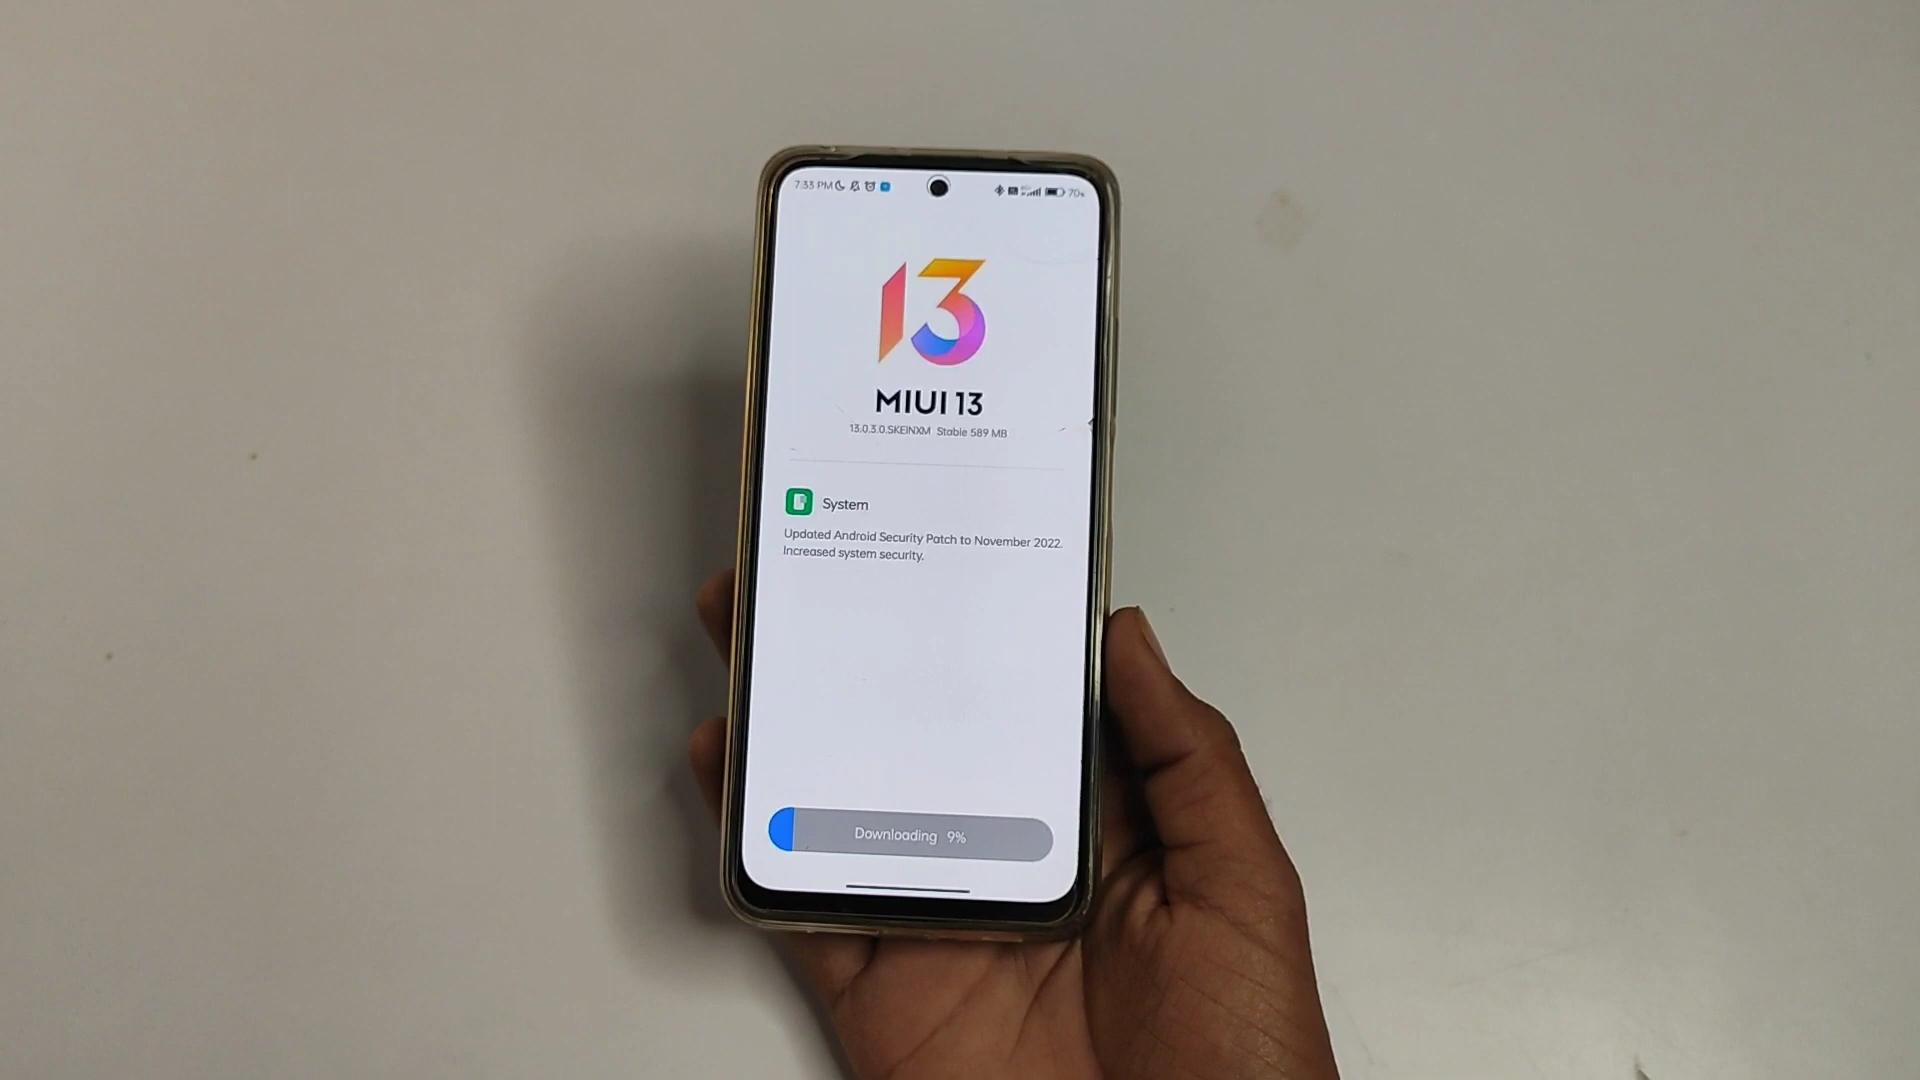 7:33 PM
70%
13
MIUI 13
13.0.3.0.SKEINXM Stable 589 MB
System
Updated Android Security Patch to November 2022.
Increased system security.
Downloading 9%